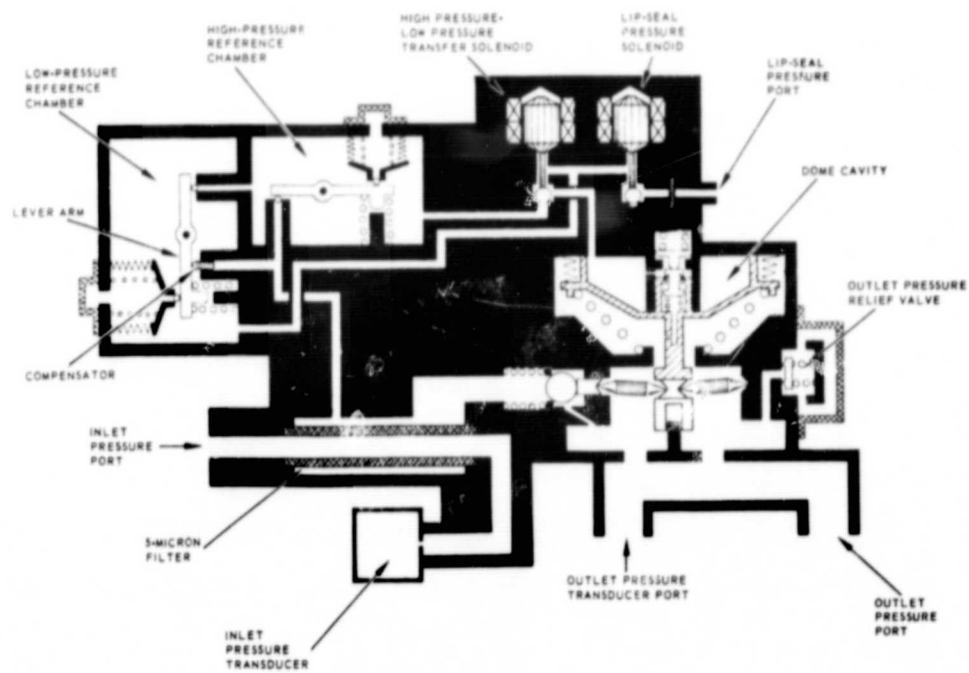 HIGH PRESSURE-
LOW PRESSURE
TRANSFER SOLENOID
LIP-SEAL
PRESSURE
SOLENOID
HIGH-PRESSURE
REFERENCE
CHAMBER
LOW-PRESSURE
REFERENCE
CHAMBER
LIP-SEAL
PRESSURE
PORT
DOME CAVITY
LEVER ARM
OUTLET PRESSURE
RELIEF VALVE
COMPENSATOR
INLET
PRESSURE
PORT
5-MICRON
FILTER
OUTLET PRESSURE
TRANSDUCER PORT
OUTLET
PRESSURE
PORT
INLET
PRESSURE
TRANSDUCER